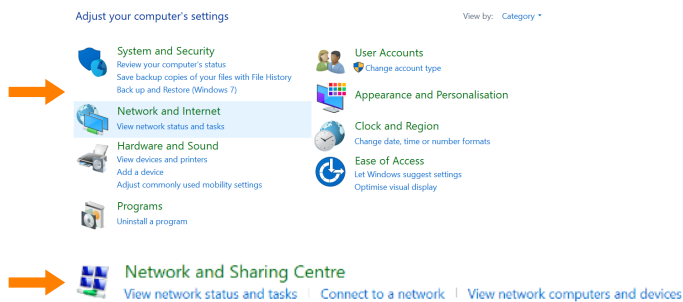 Adjust your computer's settings
View by: Category
System and Security
Review your computer's status
Save backup copies of your files with File History
Back up and Restore (Windows 7)
Network and Internet
View network status and tasks
Hardware and Sound
View devices and printers
Add a device
Adjust commonly used mobility settings
Programs
Uninstall a program
User Accounts
Change account type
Appearance and Personalisation
Clock and Region
Change date, time or number formats
Ease of Access
Let Windows suggest settings
Optimise visual display
Network and Sharing Centre
View network status and tasks | Connect to a network | View network computers and devices